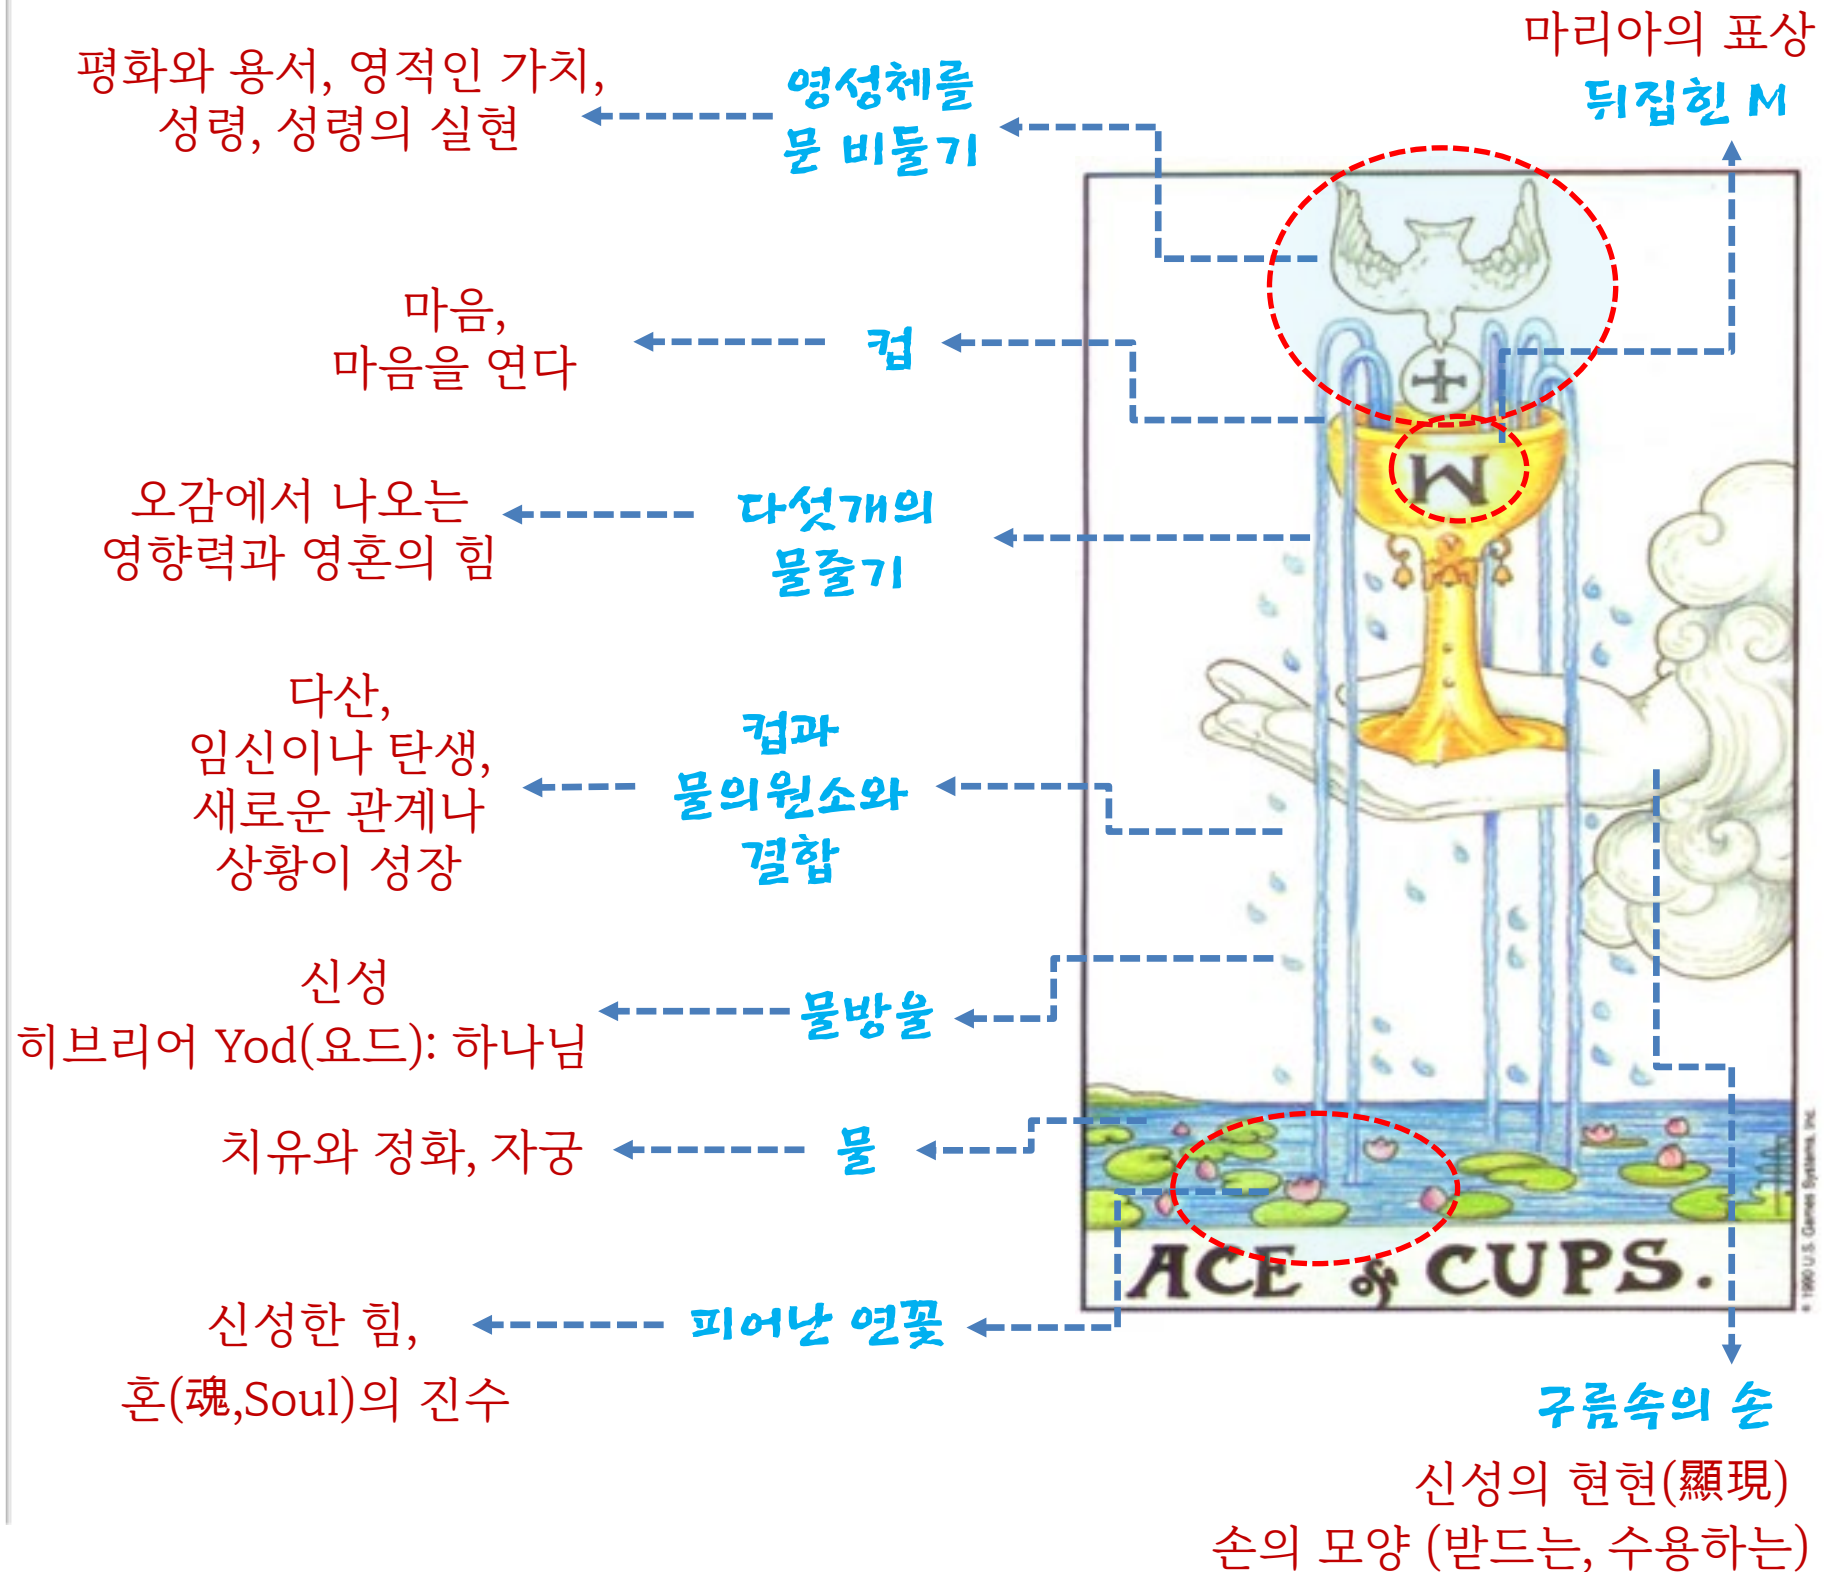 마리아의 표상
뒤집힌 M
평화와 용서, 영적인 가치,
성령, 성령의 실현
영성체를
문 비둘기
마음,
마음을 연다
컵
오감에서 나오는
영향력과 영혼의 힘
다섯개의
물줄기
다산,
임신이나 탄생,
새로운 관계나
상황이 성장
컵과
물의원소와
결합
신성
히브리어 Yod(요드): 하나님
물방울
치유와 정화, 자궁
물
신성한 힘,
혼(魂,Soul)의 진수
피어난 연꽃
M
ACE of CUPS.
© 1990 U.S. Games Systems, Inc.
구름속의 손
신성의 현현(顯現)
손의 모양 (받드는, 수용하는)